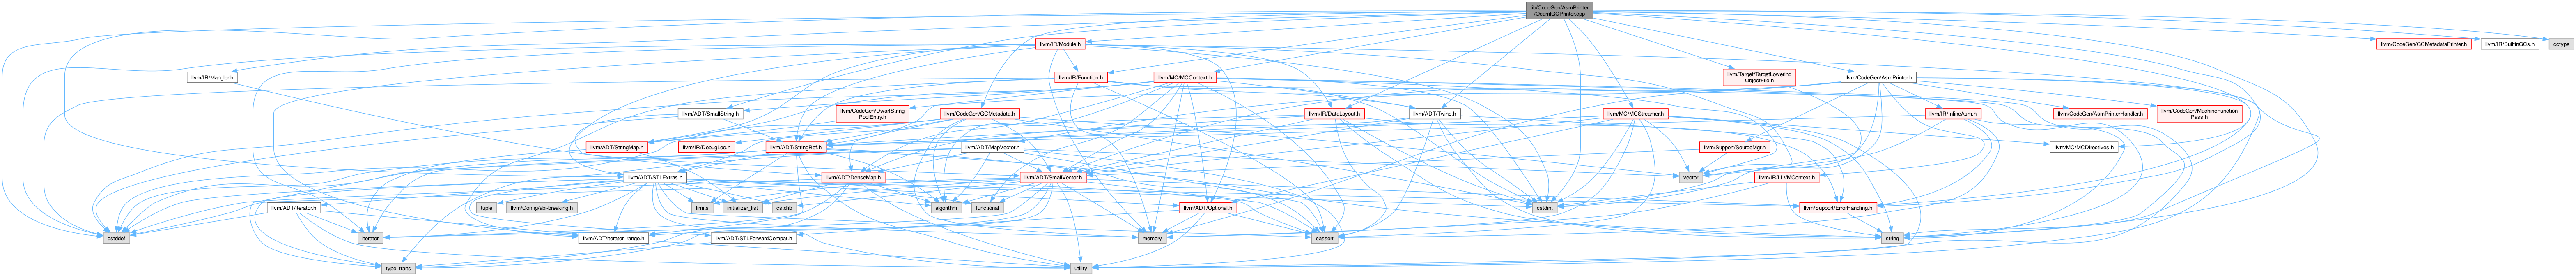 lib/CodeGen/AsmPrinter
/OcamlGCPrinter.cpp
llvm/IR/Module.h
llvm/CodeGen/GCMetadataPrinter.h
llvm/IR/BuiltinGCs.h
cctype
llvm/IR/Mangler.h
llvm/IR/Function.h
llvm/MC/MCContext.h
llvm/Target/TargetLowering
ObjectFile.h
llvm/CodeGen/AsmPrinter.h
llvm/ADT/SmallString.h
llvm/CodeGen/DwarfString
PoolEntry.h
llvm/CodeGen/GCMetadata.h
llvm/IR/DataLayout.h
llvm/ADT/Twine.h
llvm/MC/MCStreamer.h
llvm/IR/InlineAsm.h
llvm/CodeGen/AsmPrinterHandler.h
llvm/CodeGen/MachineFunction
Pass.h
llvm/ADT/StringMap.h
llvm/IR/DebugLoc.h
llvm/ADT/StringRef.h
llvm/ADT/MapVector.h
llvm/Support/SourceMgr.h
llvm/MC/MCDirectives.h
llvm/ADT/STLExtras.h
llvm/ADT/DenseMap.h
llvm/ADT/SmallVector.h
vector
llvm/IR/LLVMContext.h
llvm/ADT/iterator.h
tuple
llvm/Config/abi-breaking.h
limits
initializer_list
cstdlib
algorithm
functional
llvm/ADT/Optional.h
cstdint
llvm/Support/ErrorHandling.h
cstddef
iterator
llvm/ADT/iterator_range.h
llvm/ADT/STLForwardCompat.h
memory
cassert
string
type_traits
utility